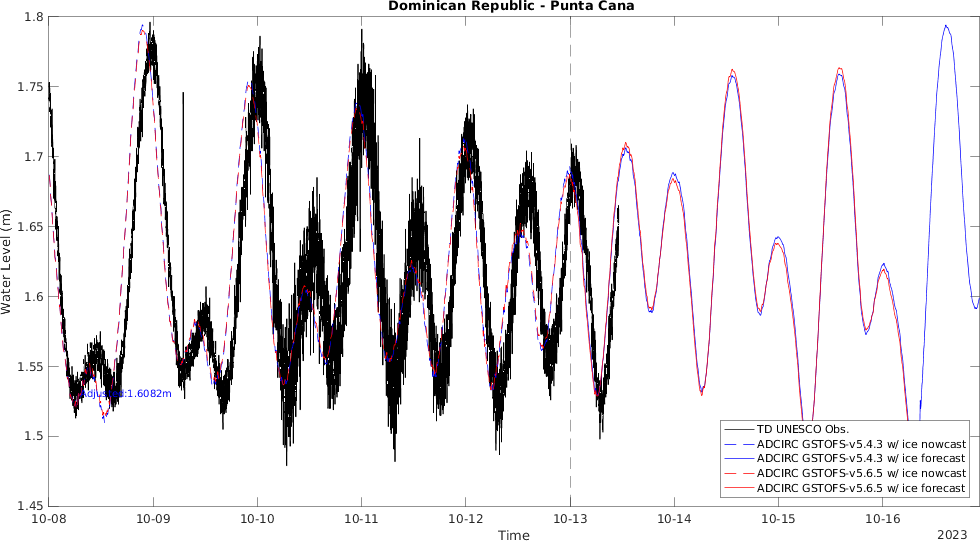 Dominican Republic - Punta Cana
Water Level (m)
1.8
1.75
1.7
1.65
1.6
1.55
1.5
1.45
1.6082m
TD UNESCO Obs.
ADCIRC GSTOFS-v5.4.3 w/ ice nowcast
ADCIRC GSTOFS-v5.4.3 w/ ice forecast
ADCIRC GSTOFS-v5.6.5 w/ ice nowcast
ADCIRC GSTOFS-v5.6.5 w/ ice forecast
10-08
10-09
10-10
10-11
10-12
10-13
10-14
10-15
10-16
Time
2023